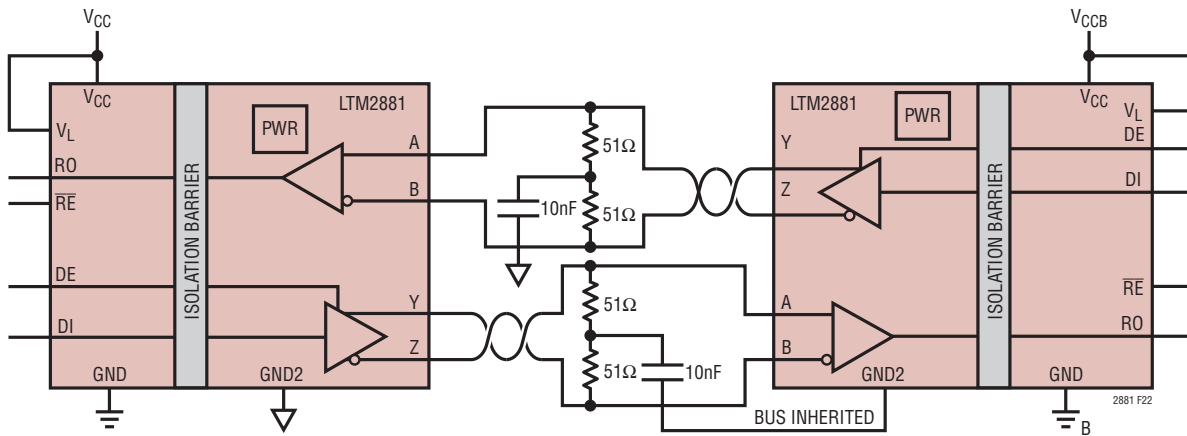 VCC
VCC
VL
RO
RE
DE
DI
GND
ISOLATION BARRIER
LTM2881
PWR
A
B
Y
Z
GND2
51Ω
51Ω
10nF
51Ω
51Ω
10nF
BUS INHERITED
VCCB
VCC
LTM2881
PWR
Y
Z
A
B
GND2
ISOLATION BARRIER
VL
DE
DI
RE
RO
GND
B
2881 F22